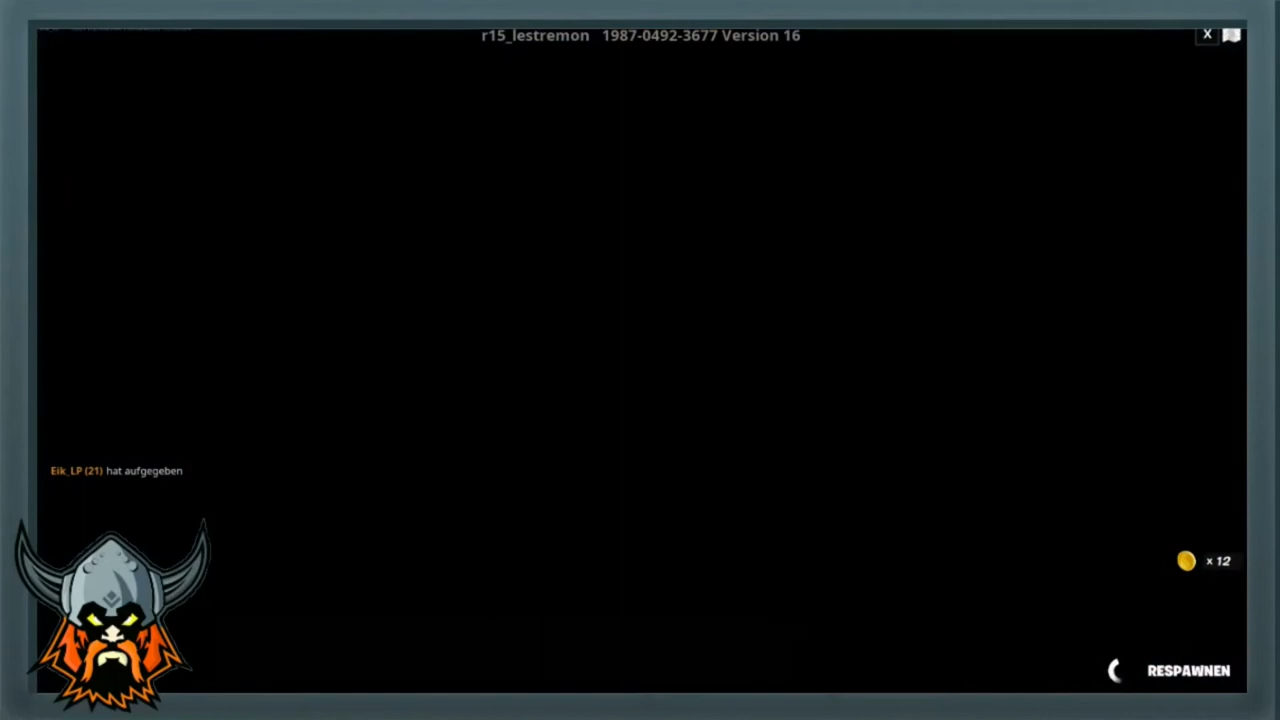 r15_lestremon 1987-0492-3677 Version 16
X
Eik_LP (21) hat aufgegeben
x 12
RESPAWNEN